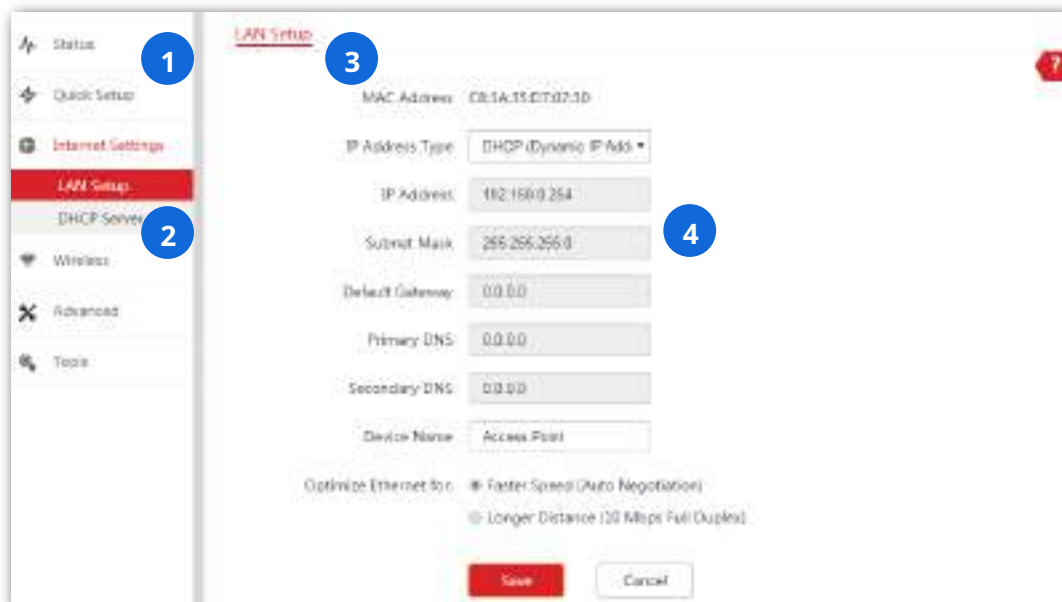 Status
1
Quick Setup
Internet Settings
LAN Setup
DHCP Server
2
Wireless
Advanced
Tools
LAN Setup
3
?
MAC Address
IP Address Type DHCP (Dynamic IP Add
IP Address 192.168.0.254
Subnet Mask 255.255.255.0
4
Default Gateway 0.0.0.0
Primary DNS 0.0.0.0
Secondary DNS 0.0.0.0
Device Name Access Point
Optimize Ethernet for: Faster Speed (Auto Negotiation)
Longer Distance (10 Mbps Full Duplex)
Save Cancel